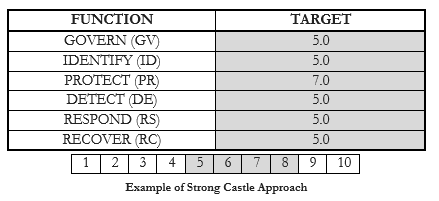 FUNCTION TARGET
GOVERN (GV) 5.0
IDENTIFY (ID) 5.0
PROTECT (PR) 7.0
DETECT (DE) 5.0
RESPOND (RS) 5.0
RECOVER (RC) 5.0
1 2 3 4 5 6 7 8 9 10
Example of Strong Castle Approach